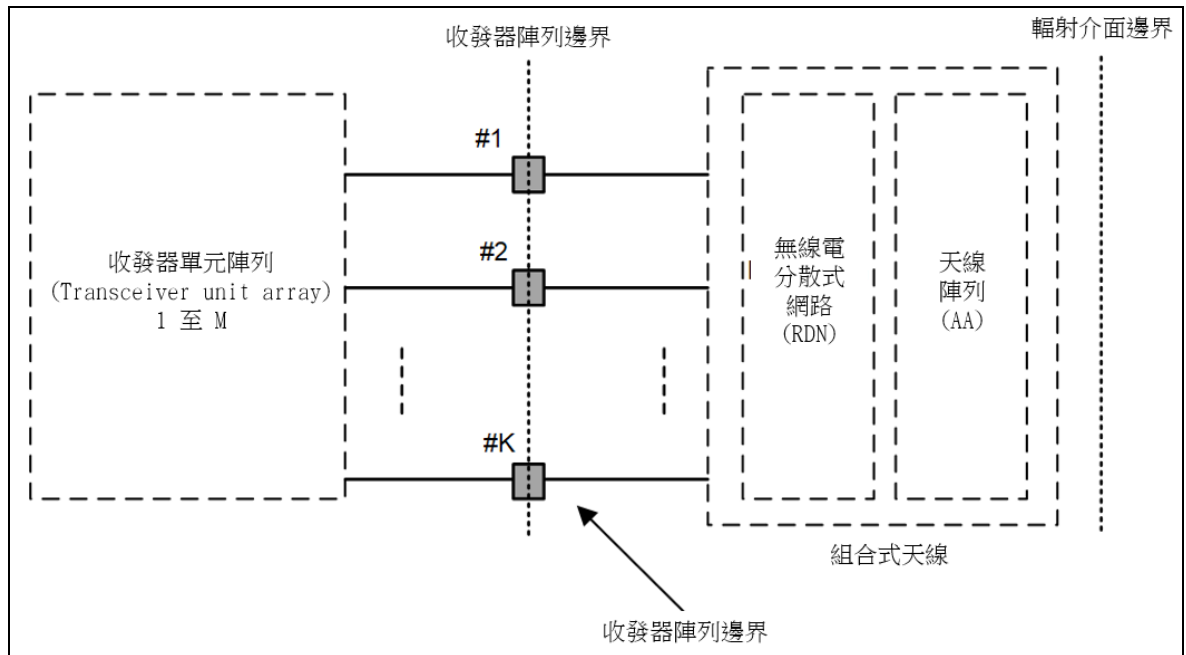 收發器陣列邊界
輻射介面邊界
#1
#2
#K
收發器單元陣列
(Transceiver unit array)
1 至 M
無線電
分散式
網路
(RDN)
天線
陣列
(AA)
組合式天線
收發器陣列邊界